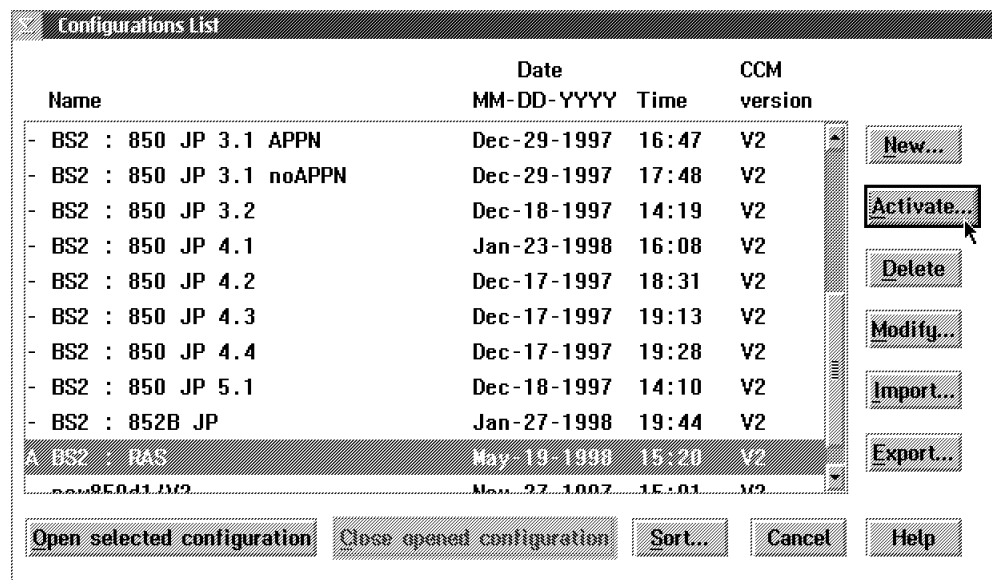 Configurations List
Date CCM
Name MM-DD-YYYY Time version
- BS2 : 850 JP 3.1 APPN Dec-29-1997 16:47 V2
- BS2 : 850 JP 3.1 noAPPN Dec-29-1997 17:48 V2
- BS2 : 850 JP 3.2 Dec-18-1997 14:19 V2
- BS2 : 850 JP 4.1 Jan-23-1998 16:08 V2
- BS2 : 850 JP 4.2 Dec-17-1997 18:31 V2
- BS2 : 850 JP 4.3 Dec-17-1997 19:13 V2
- BS2 : 850 JP 4.4 Dec-17-1997 19:28 V2
- BS2 : 850 JP 5.1 Dec-18-1997 14:10 V2
- BS2 : 852B JP Jan-27-1998 19:44 V2
A BS2 : RAS May-19-1998 15:20 V2
Nov-27-1997 15:01 V2
New...
Activate...
Delete
Modify...
Import...
Export...
Open selected configuration Close opened configuration Sort... Cancel Help